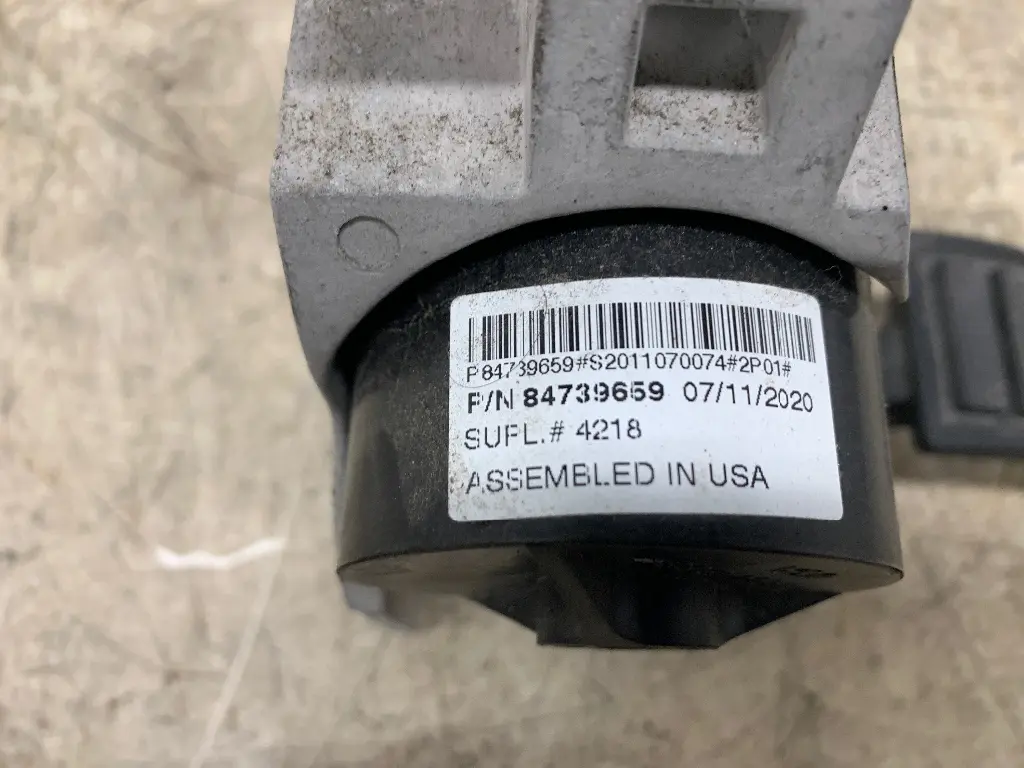 P84739659#S2011070074#2P01#
P/N 84739659 07/11/2020
SUPL.# 4218
ASSEMBLED IN USA